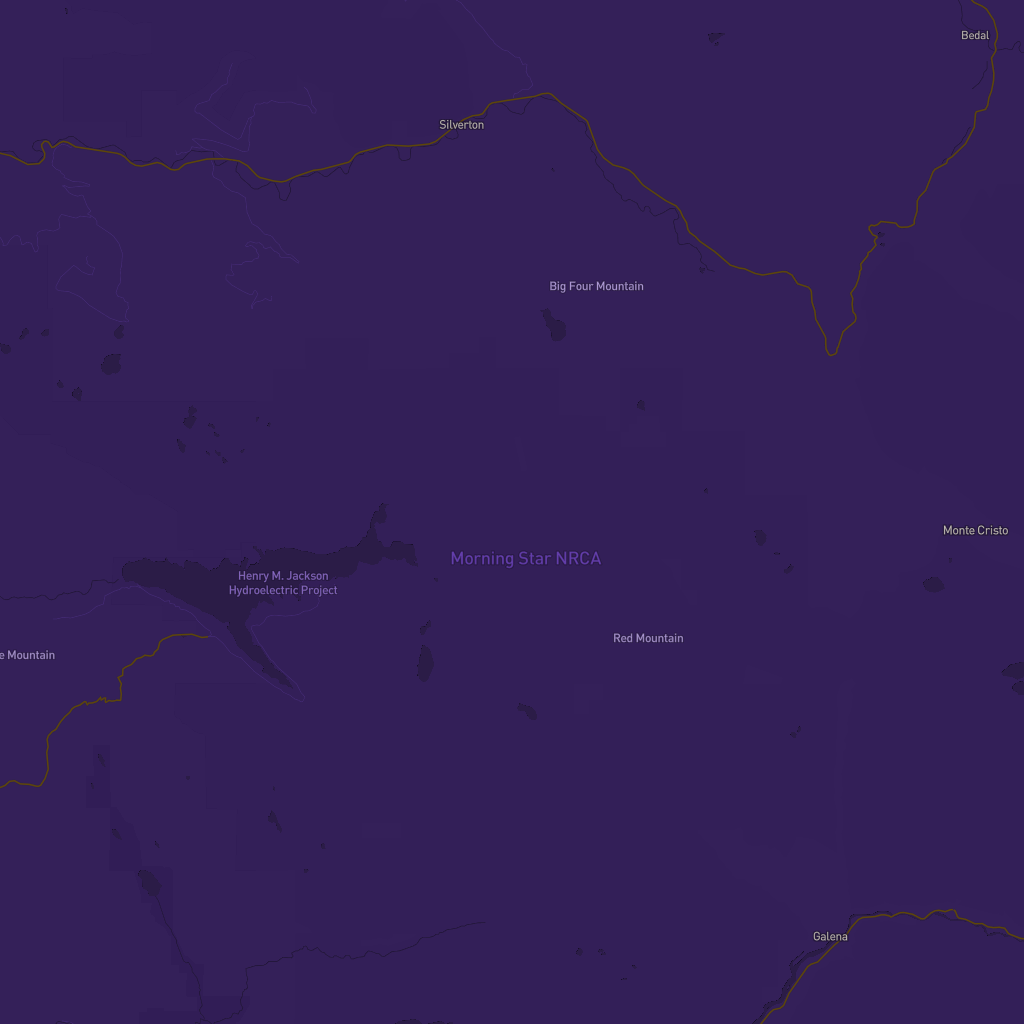 Bedal
Silverton
Big Four Mountain
Monte Cristo
Morning Star NRCA
Henry M. Jackson
Hydroelectric Project
Red Mountain
e Mountain
Galena